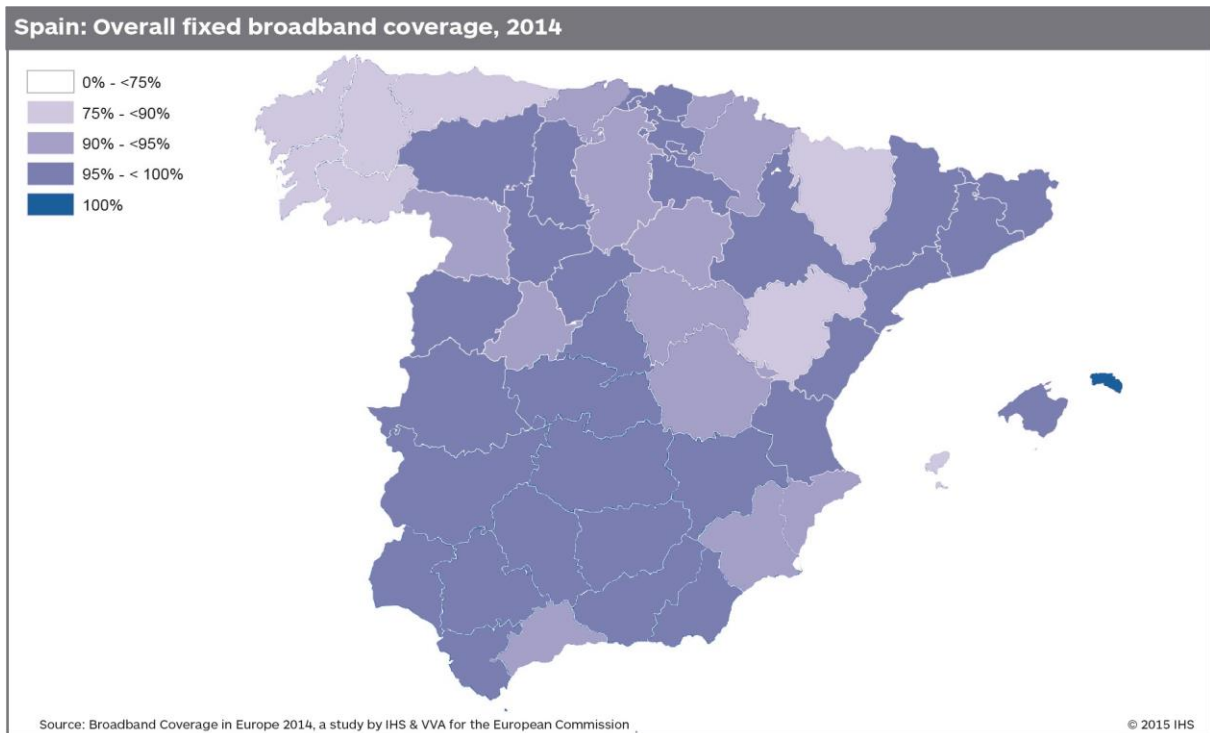 Spain: Overall fixed broadband coverage, 2014
0% - <75%
75% - <90%
90% - <95%
95% - < 100%
100%
Source: Broadband Coverage in Europe 2014, a study by IHS & VVA for the European Commission
© 2015 IHS